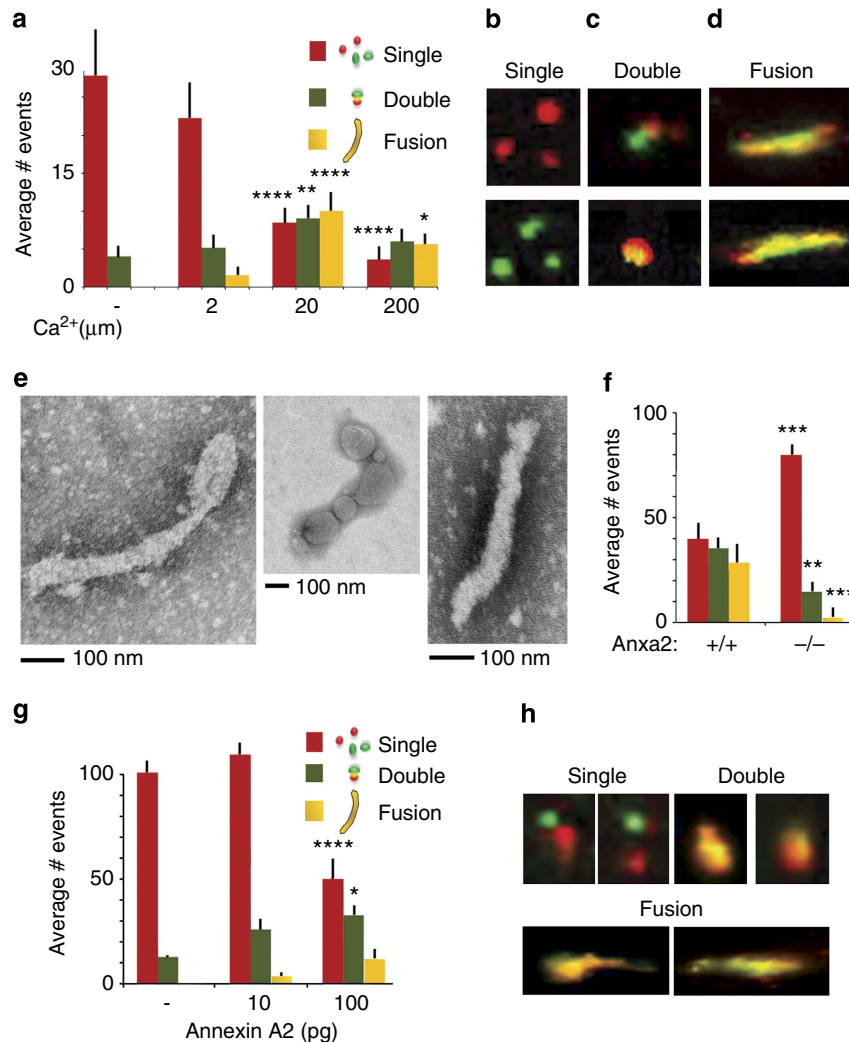 a
Average # events
30
15
0
- 2 20 200
Ca2+(μm)
Single
Double
Fusion
**** ** ****
**** *
b c d
Single Double Fusion
e
100 nm
100 nm
100 nm
f
Average # events
100
50
0
***
**
***
Anxa2: +/+ –/–
g
Average # events
100
50
0
- 10 100
Annexin A2 (pg)
Single
Double
Fusion
****
*
h
Single Double
Fusion